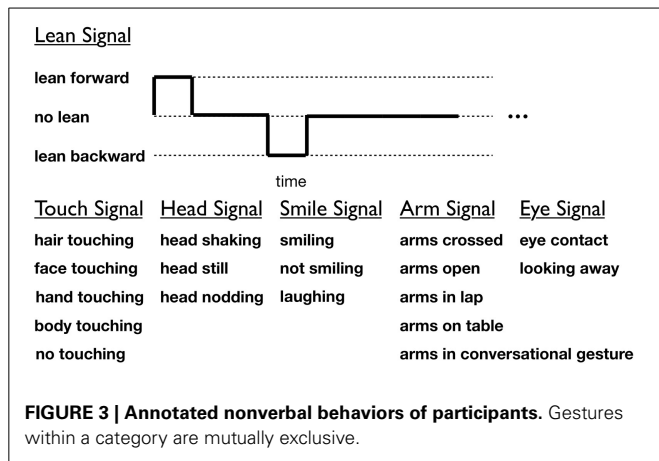 Lean Signal
lean forward
no lean
...
lean backward
time
Touch Signal Head Signal Smile Signal Arm Signal Eye Signal
hair touching head shaking smiling arms crossed eye contact
face touching head still not smiling arms open looking away
hand touching head nodding laughing arms in lap
body touching arms on table
no touching arms in conversational gesture
FIGURE 3 | Annotated nonverbal behaviors of participants. Gestures
within a category are mutually exclusive.